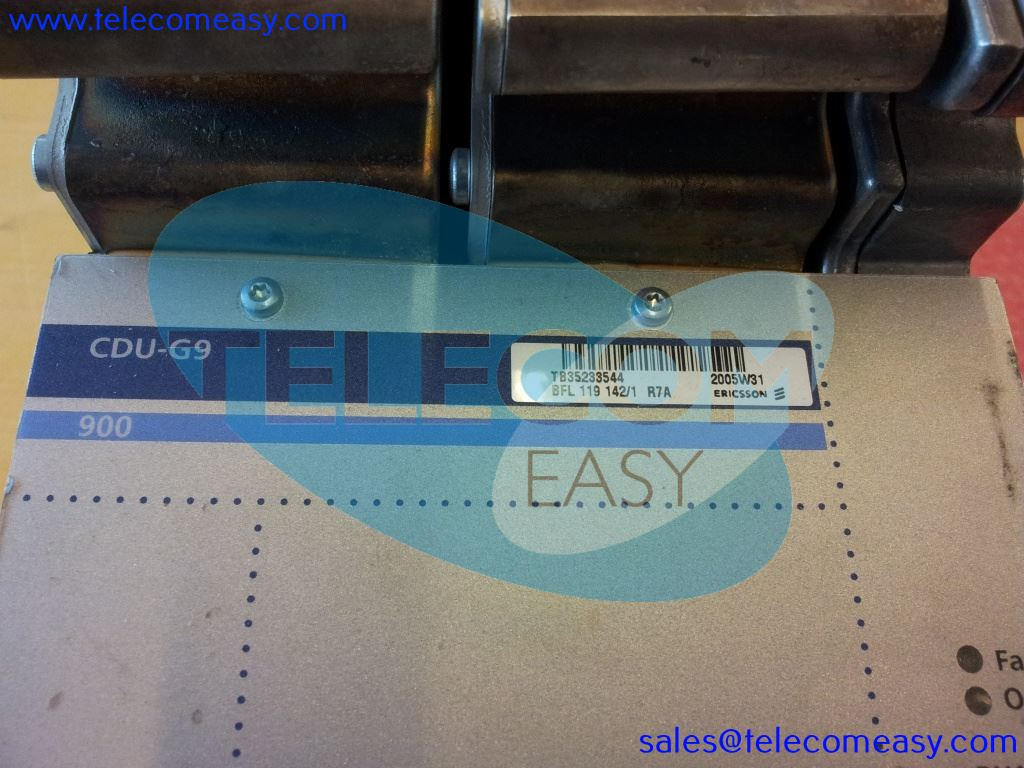 www.telecomeasy.com
CDU-G9
TELECOM
TB35233544 2005W31
BFL 119 142/1 R7A ERICSSON
900
EASY
Fa
O
sales@telecomeasy.com